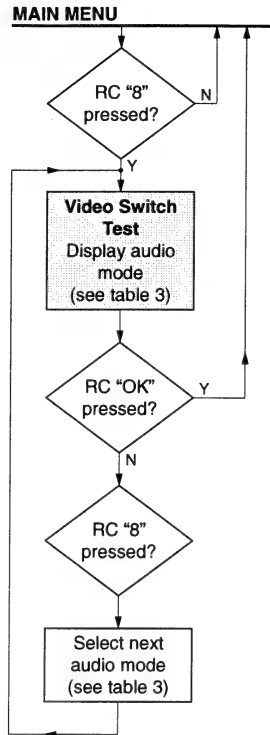 MAIN MENU
RC “8”
pressed?
N
Y
Video Switch
Test
Display audio
mode
(see table 3)
RC “OK”
pressed?
Y
N
RC “8”
pressed?
Select next
audio mode
(see table 3)